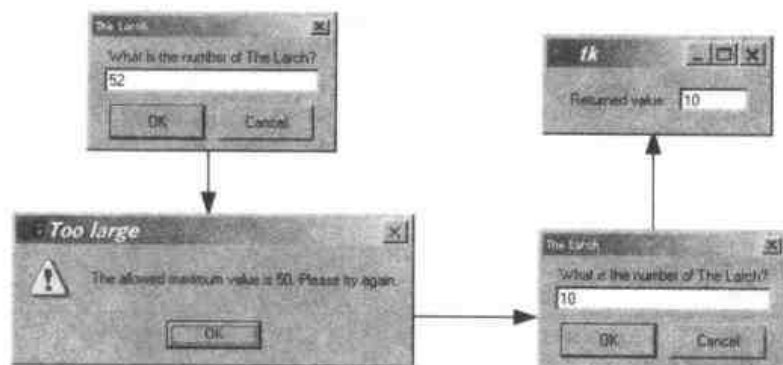 The Larch
What is the number of The Larch?
52
OK
Cancel
Too large
The allowed maximum value is 50. Please try again.
OK
The Larch
What is the number of The Larch?
10
OK
Cancel
tk
Returned value:
10